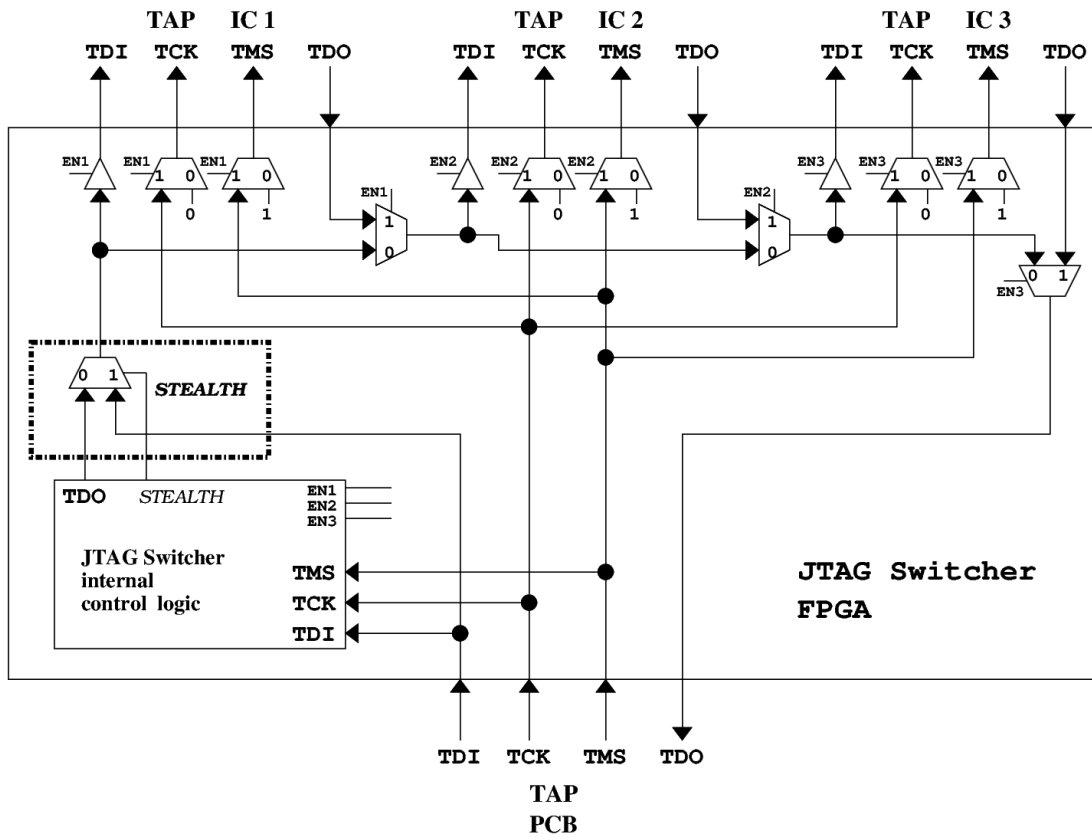 TAP IC 1 TAP IC 2 TAP IC 3
TDI TCK TMS TDO TDI TCK TMS TDO TDI TCK TMS TDO
EN1 EN1 EN1 EN2 EN2 EN2 EN3 EN3 EN3
1 0 1 0 1 0 1 0 1 0 1 0
0 1 0 1 0 1
EN1 EN2
1 1
0 0
0 1
EN3
0 1
STEALTH
TDO STEALTH
EN1
EN2
EN3
JTAG Switcher
internal
control logic
TMS
TCK
TDI
JTAG Switcher
FPGA
TDI TCK TMS TDO
TAP
PCB